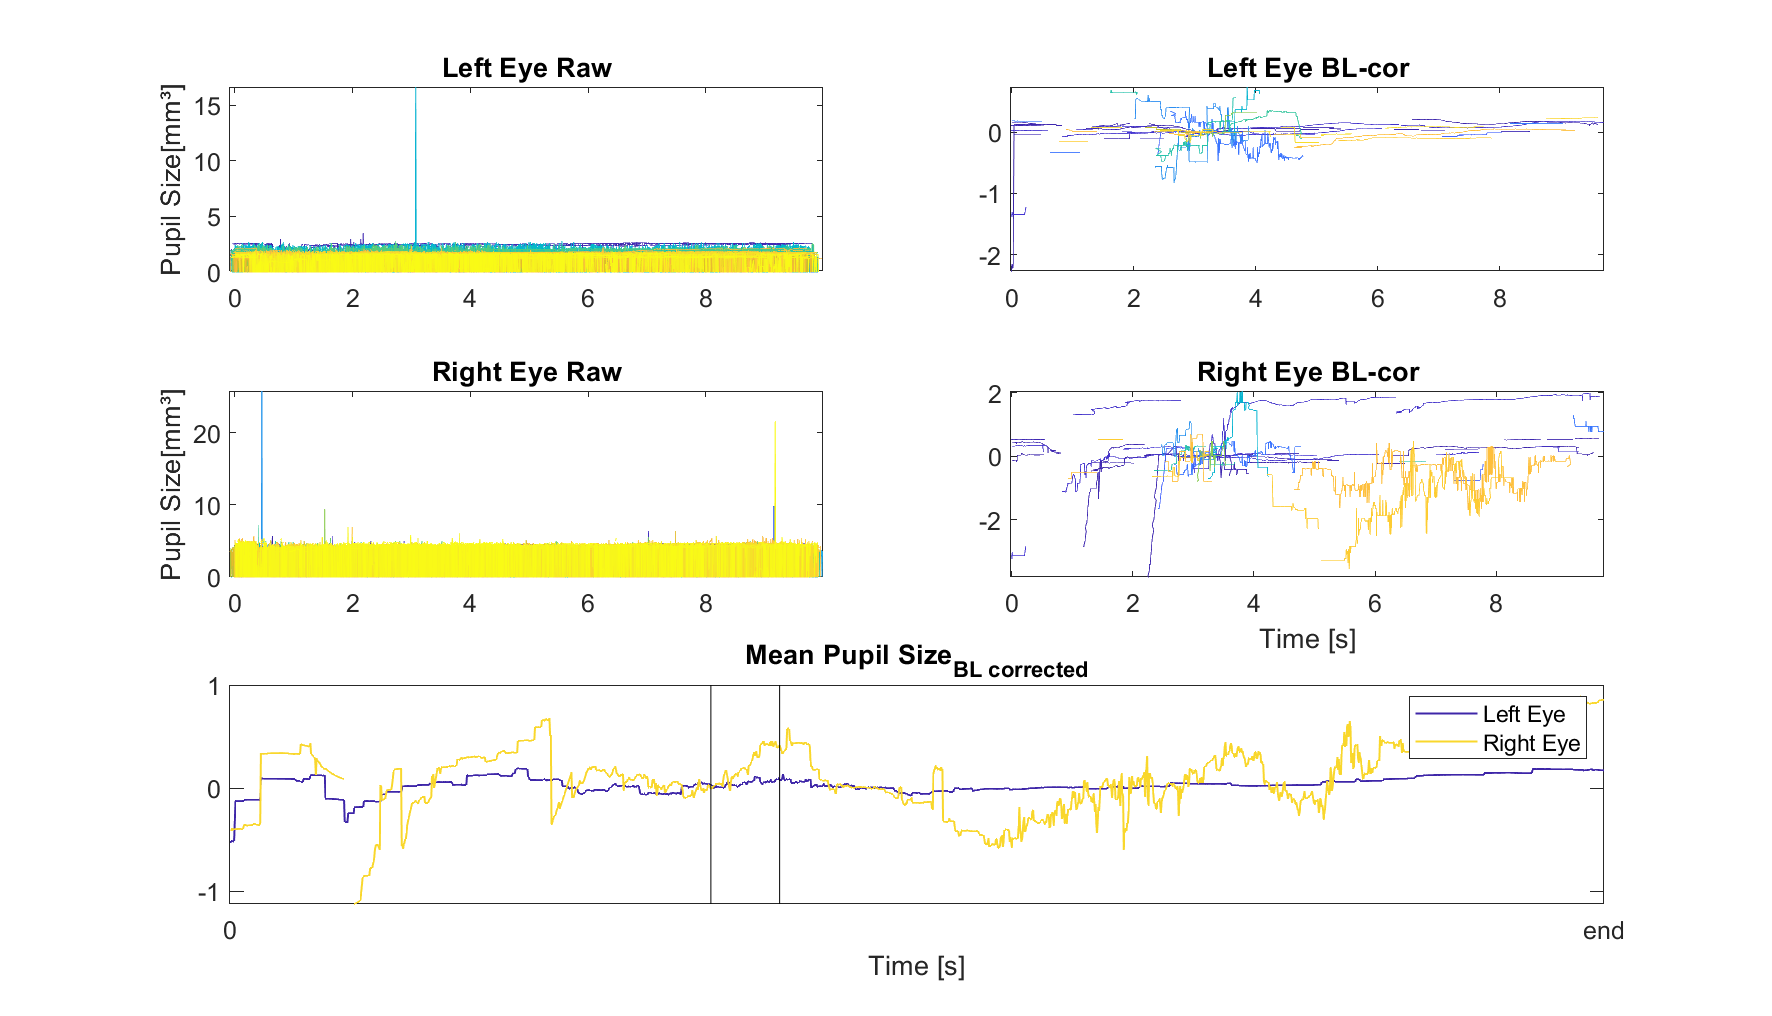 Left Eye Raw
Pupil Size[mm³]
15
10
5
0
0 2 4 6 8
Left Eye BL-cor
0
-1
-2
0 2 4 6 8
Right Eye Raw
Pupil Size[mm³]
20
10
0
0 2 4 6 8
Right Eye BL-cor
2
0
-2
0 2 4 6 8
Time [s]
Mean Pupil Size BL corrected
1
0
-1
Left Eye
Right Eye
0 end
Time [s]